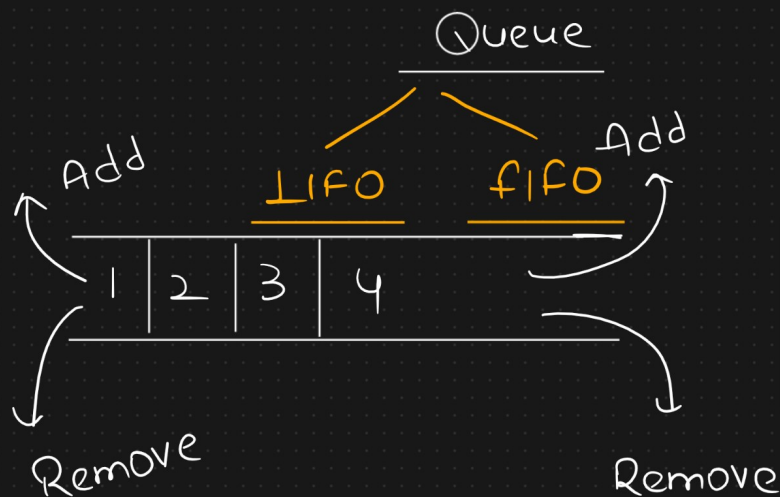 Queue
Add
Add
LIFO
fIFO
1 2 3 4
Remove
Remove